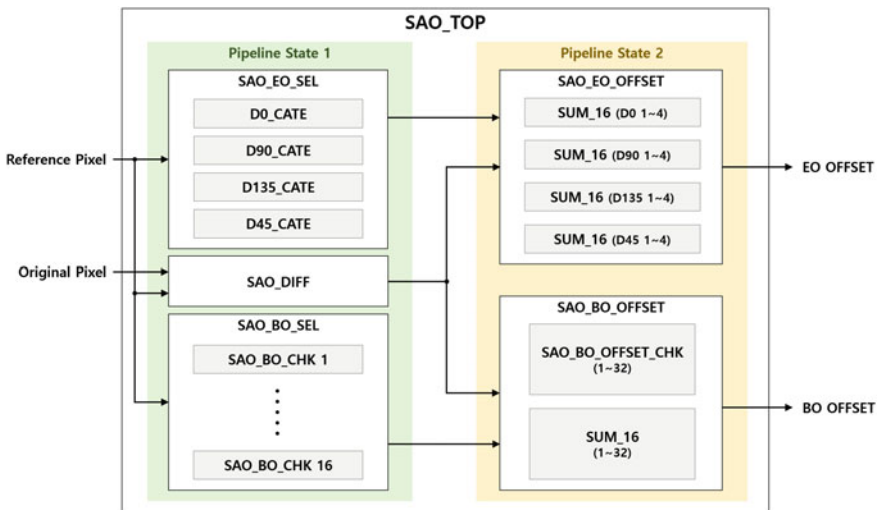 SAO_TOP
Pipeline State 1
Pipeline State 2
SAO_EO_SEL
D0_CATE
D90_CATE
D135_CATE
D45_CATE
Reference Pixel
Original Pixel
SAO_DIFF
SAO_BO_SEL
SAO_BO_CHK 1
SAO_BO_CHK 16
SAO_EO_OFFSET
SUM_16 (D0 1~4)
SUM_16 (D90 1~4)
SUM_16 (D135 1~4)
SUM_16 (D45 1~4)
EO OFFSET
SAO_BO_OFFSET
SAO_BO_OFFSET_CHK
(1~32)
SUM_16
(1~32)
BO OFFSET